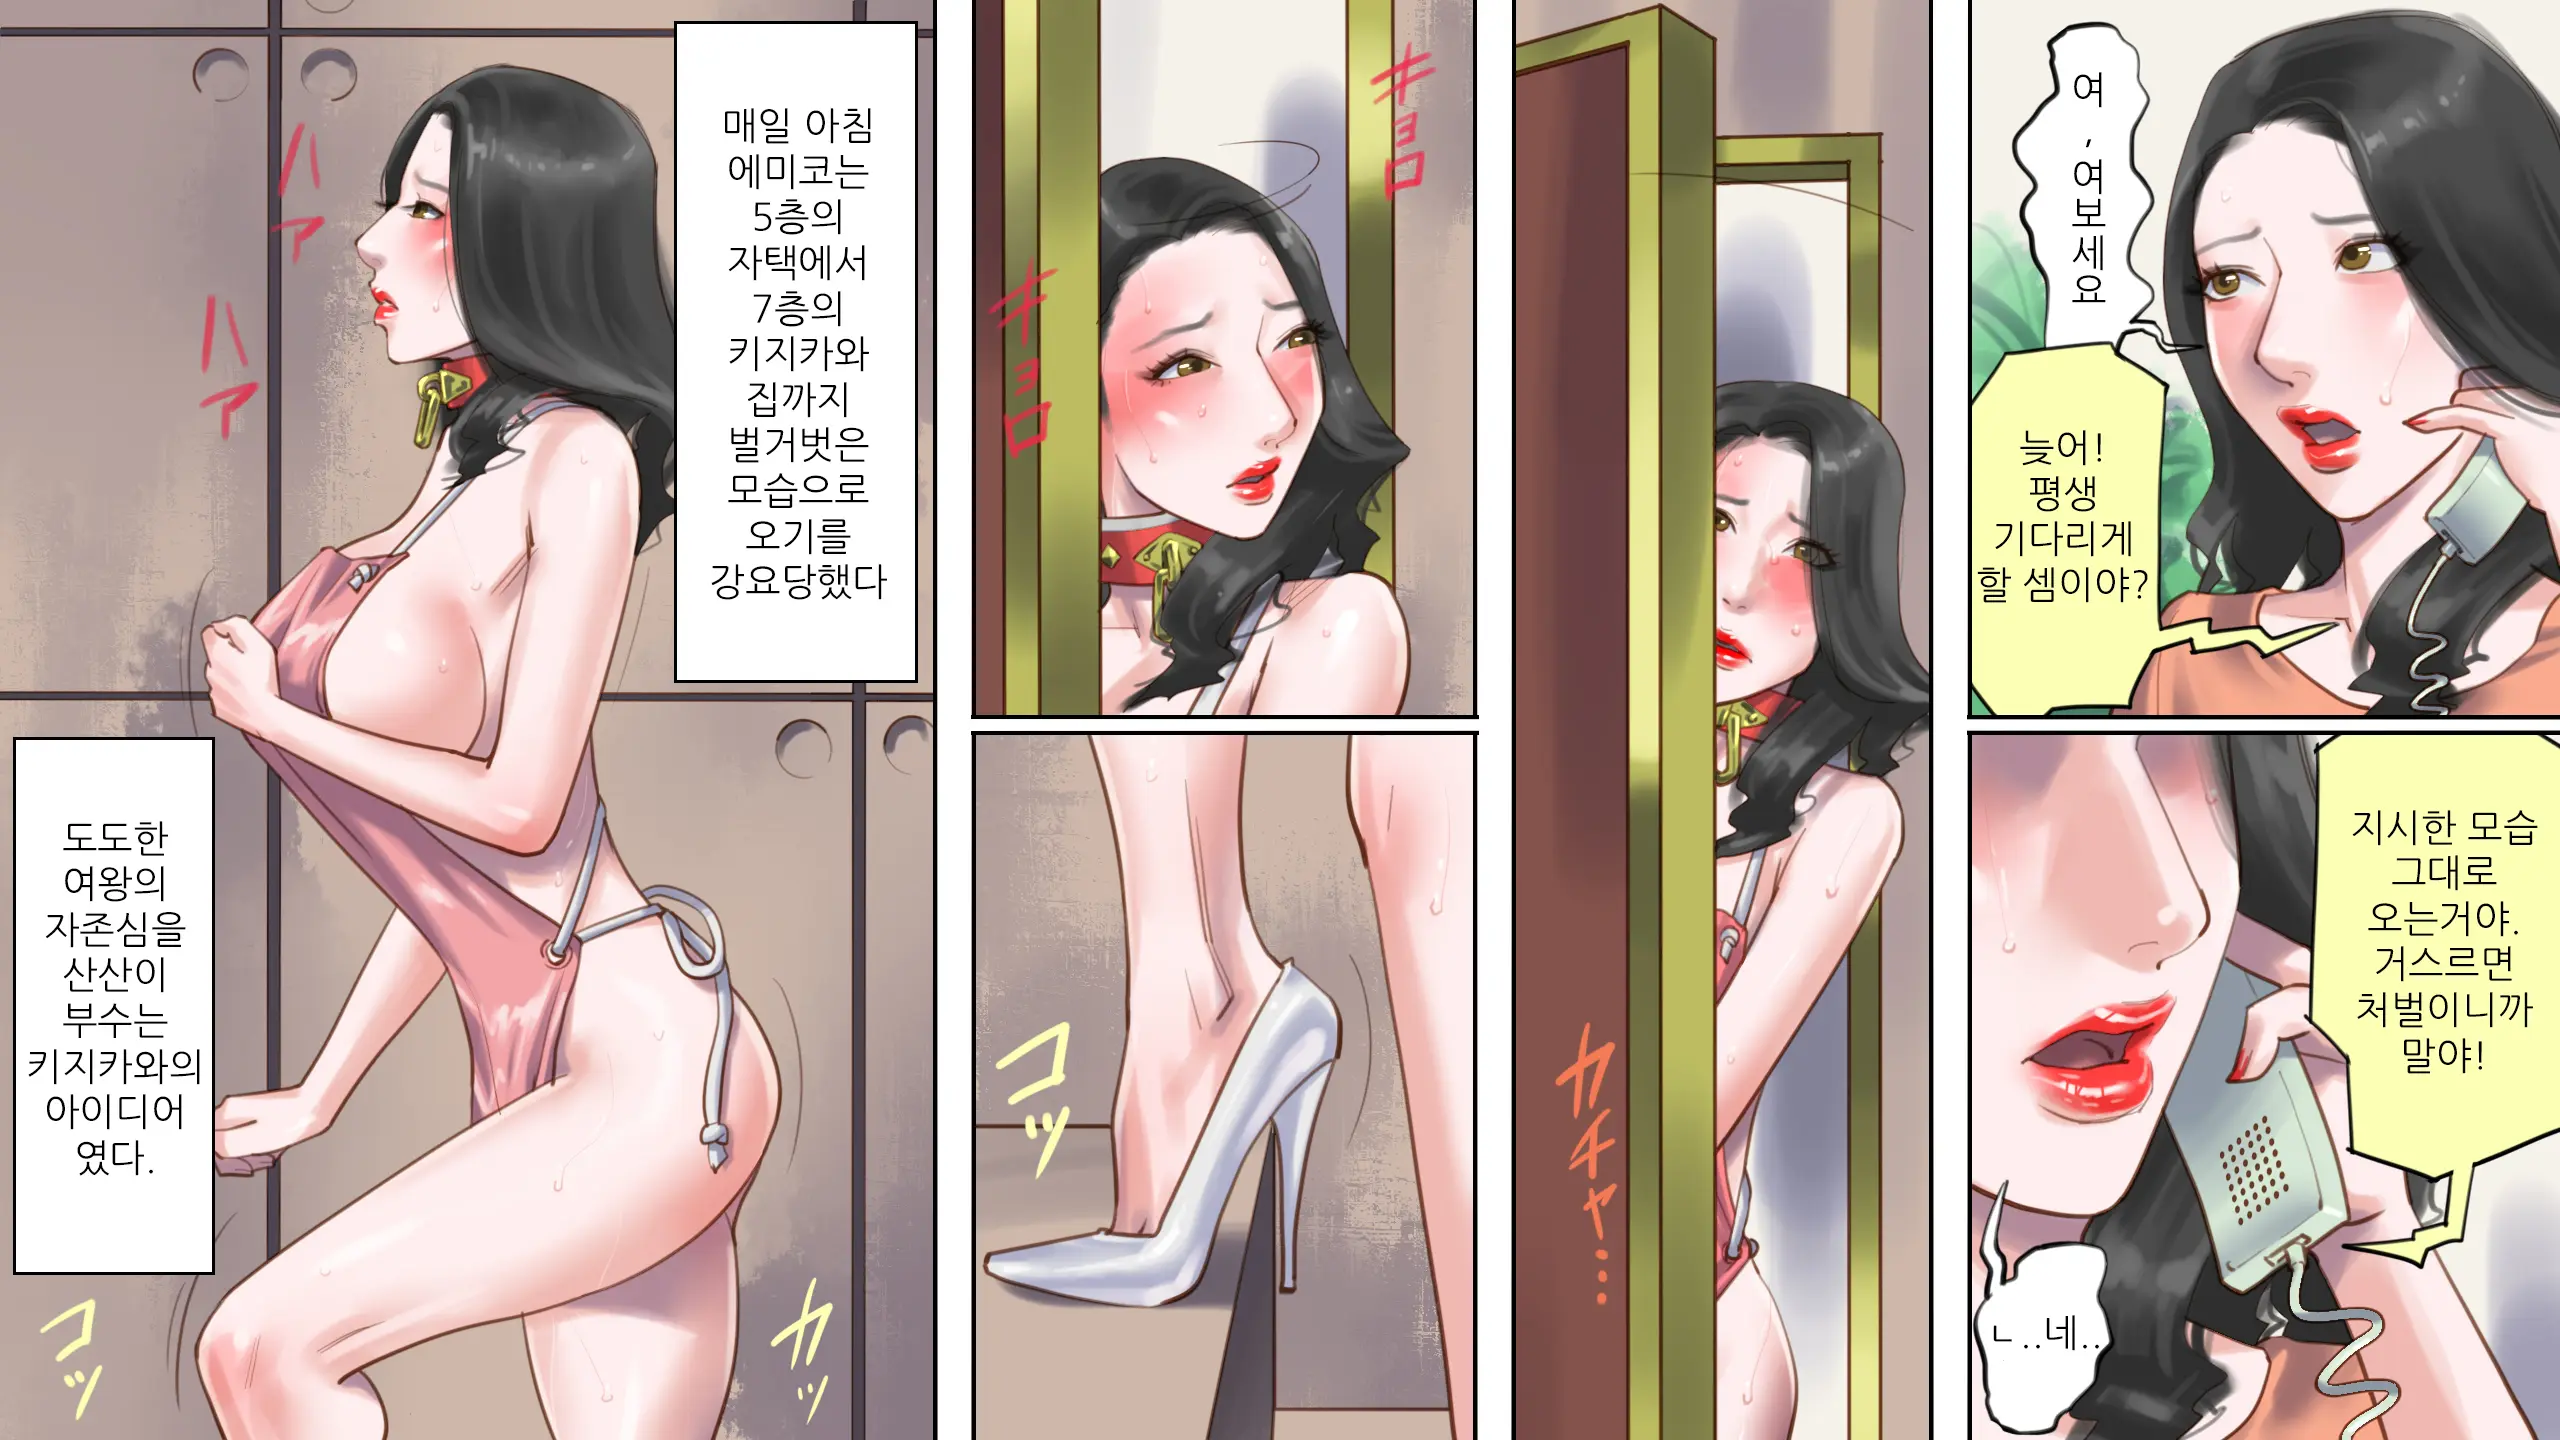 여
,
여
보
세
요
늦어!
평생
기다리게
할 셈이야?
지시한 모습
그대로
오는거야.
거스르면
처벌이니까
말야!
ㄴ..네..
カチャ…
キョロ
キョロ
コッ
매일 아침
에미코는
5층의
자택에서
7층의
키지카와
집까지
벌거벗은
모습으로
오기를
강요당했다
ハァ
ハァ
도도한
여왕의
자존심을
산산이
부수는
키지카와의
아이디어
였다.
カッ
コッ